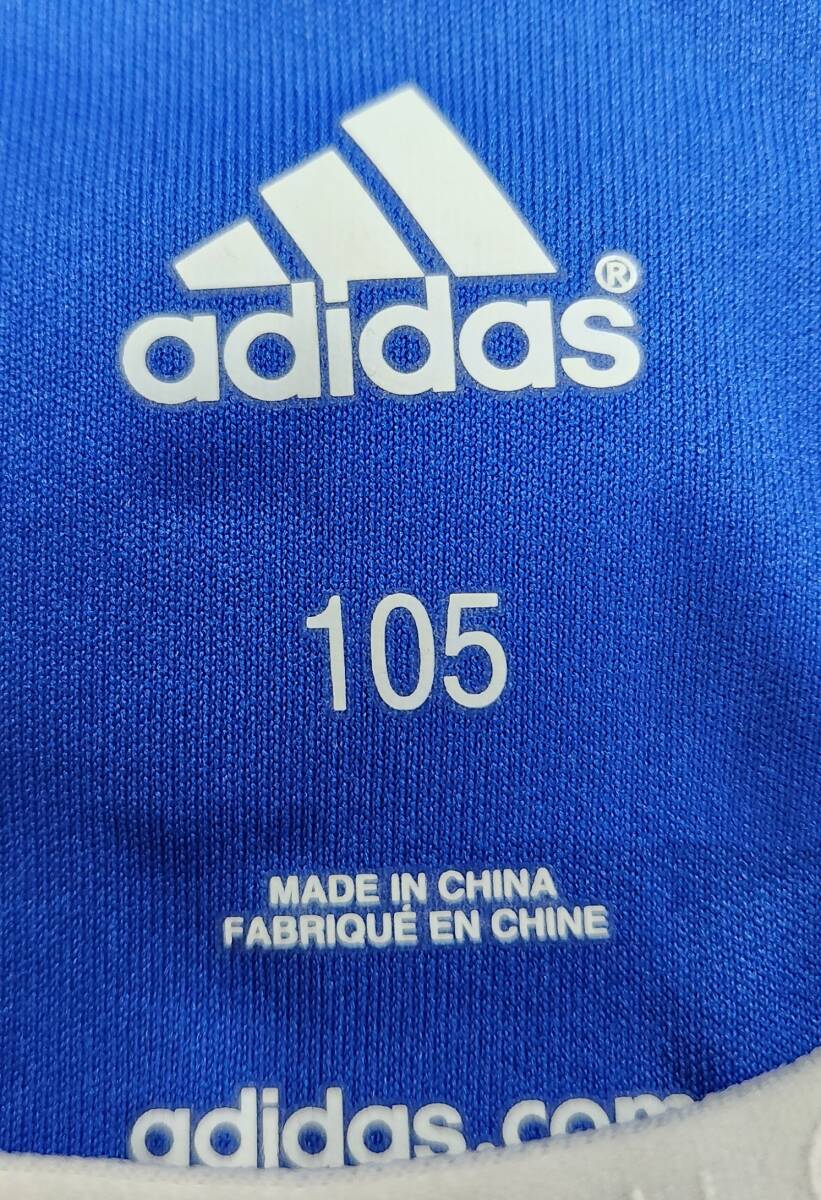 adidas®
105
MADE IN CHINA
FABRIQUÉ EN CHINE
adidas.com